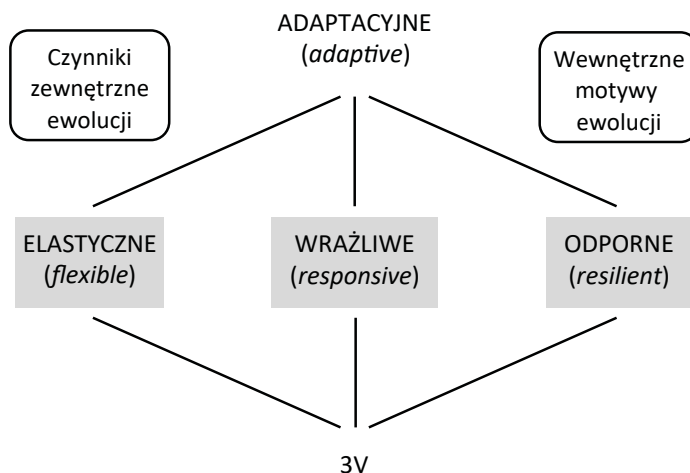 ADAPTACYJNE
(adaptive)
Czynniki
zewnętrzne
ewolucji
Wewnętrzne
motywy
ewolucji
ELASTYCZNE
(flexible)
WRAŻLIWE
(responsive)
ODPORNE
(resilient)
3V